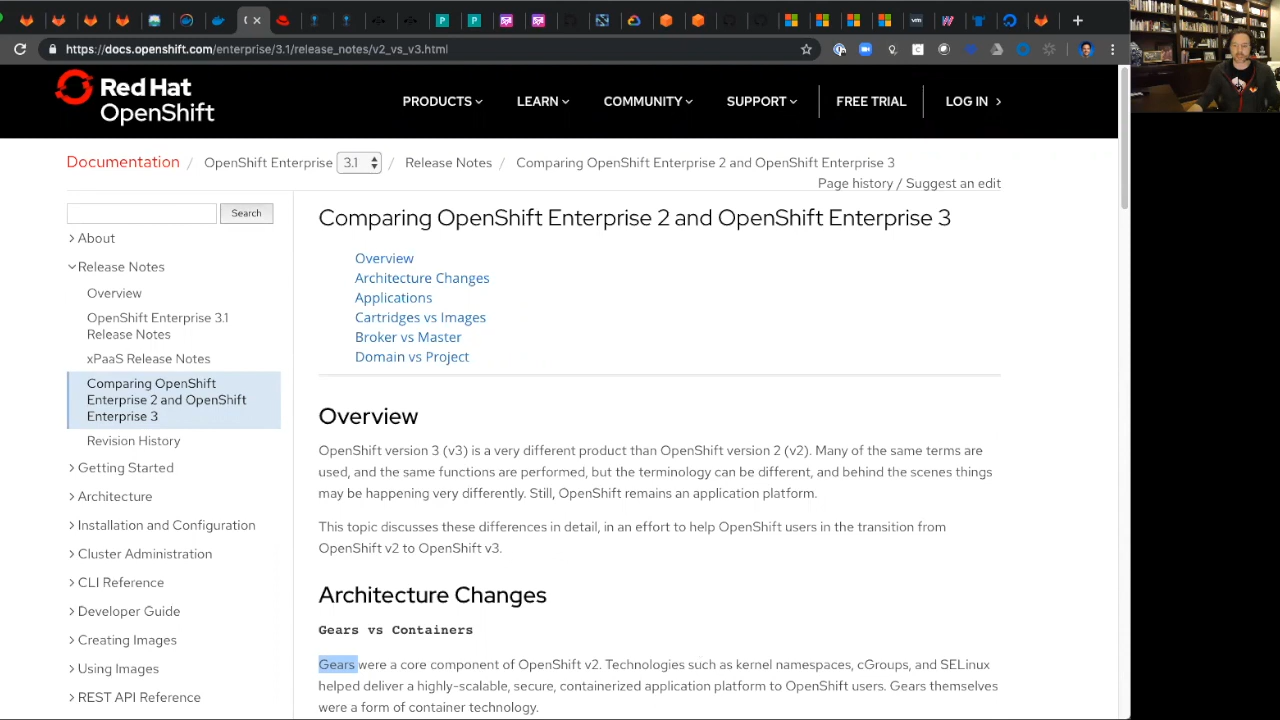 https://docs.openshift.com/enterprise/3.1/release_notes/v2_vs_v3.html
Red Hat
OpenShift
PRODUCTS
LEARN
COMMUNITY
SUPPORT
FREE TRIAL
LOG IN
Documentation / OpenShift Enterprise 3.1 / Release Notes / Comparing OpenShift Enterprise 2 and OpenShift Enterprise 3
Page history / Suggest an edit
Search
About
Release Notes
Overview
OpenShift Enterprise 3.1
Release Notes
xPaaS Release Notes
Comparing OpenShift
Enterprise 2 and OpenShift
Enterprise 3
Revision History
Getting Started
Architecture
Installation and Configuration
Cluster Administration
CLI Reference
Developer Guide
Creating Images
Using Images
REST API Reference
Comparing OpenShift Enterprise 2 and OpenShift Enterprise 3
Overview
Architecture Changes
Applications
Cartridges vs Images
Broker vs Master
Domain vs Project
Overview
OpenShift version 3 (v3) is a very different product than OpenShift version 2 (v2). Many of the same terms are
used, and the same functions are performed, but the terminology can be different, and behind the scenes things
may be happening very differently. Still, OpenShift remains an application platform.
This topic discusses these differences in detail, in an effort to help OpenShift users in the transition from
OpenShift v2 to OpenShift v3.
Architecture Changes
Gears vs Containers
Gears were a core component of OpenShift v2. Technologies such as kernel namespaces, cGroups, and SELinux
helped deliver a highly-scalable, secure, containerized application platform to OpenShift users. Gears themselves
were a form of container technology.